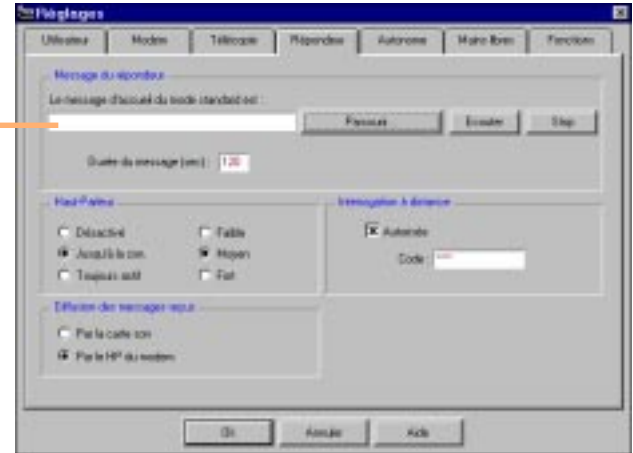 Réglages
Utilisateur Modem Télécopie Répondeur Autonome Mains libres Fonctions
Message du répondeur
Le message d'accueil du mode standard est :
Parcourir Ecouter Stop
Durée du message (sec) : 120
Haut-Parleur
Interrogation à distance
Désactivé Faible
Autorisée
Jusqu'à la con. Moyen
Code : ****
Toujours actif Fort
Diffusion des messages reçus
Par la carte son
Par le HP du modem
Ok Annuler Aide